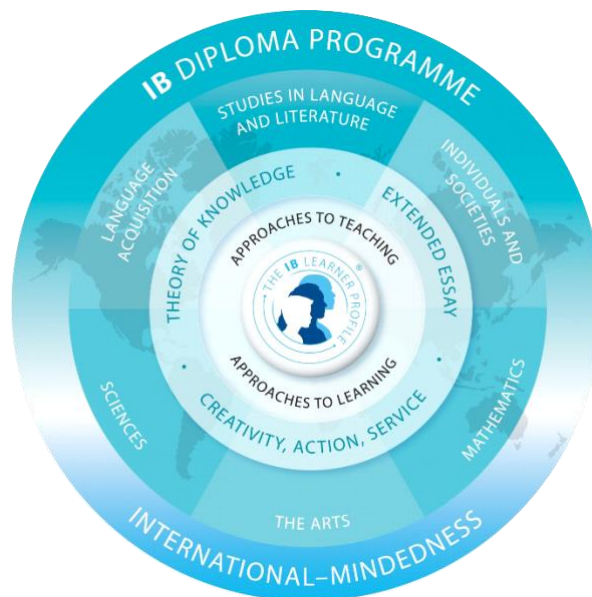 IB DIPLOMA PROGRAMME
STUDIES IN LANGUAGE
AND LITERATURE
LANGUAGE
ACQUISITION
INDIVIDUALS AND
SOCIETIES
THEORY OF KNOWLEDGE
•
EXTENDED ESSAY
APPROACHES TO TEACHING
THE IB LEARNER PROFILE®
APPROACHES TO LEARNING
•
CREATIVITY, ACTION, SERVICE
•
SCIENCES
MATHEMATICS
THE ARTS
INTERNATIONAL–MINDEDNESS